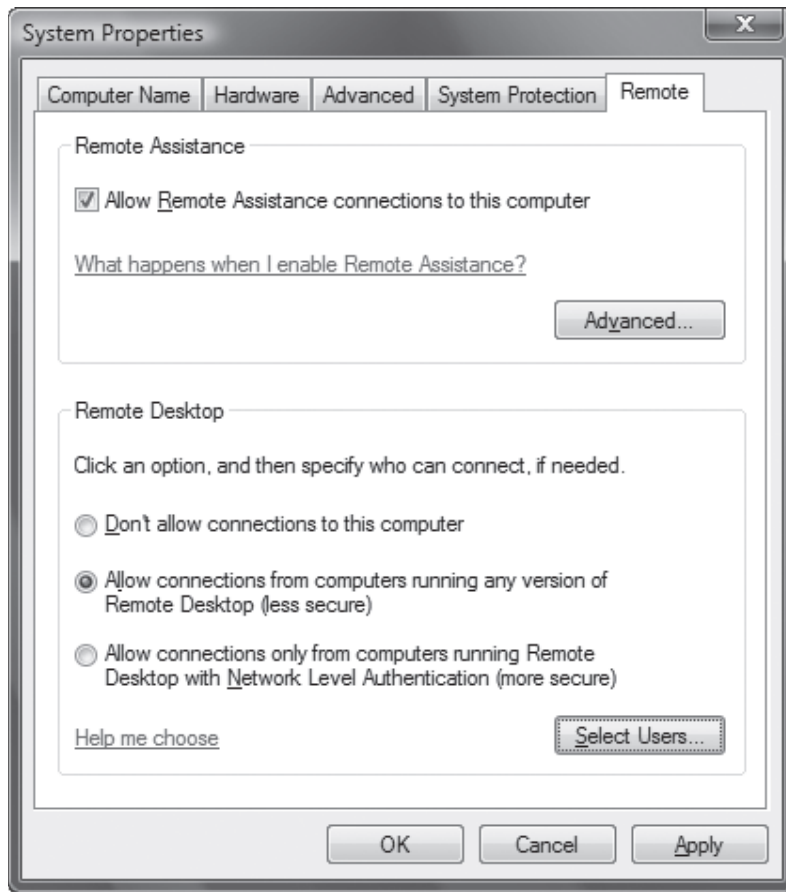 System Properties
X
Computer Name Hardware Advanced System Protection Remote
Remote Assistance
Allow Remote Assistance connections to this computer
What happens when I enable Remote Assistance?
Advanced...
Remote Desktop
Click an option, and then specify who can connect, if needed.
Don't allow connections to this computer
Allow connections from computers running any version of
Remote Desktop (less secure)
Allow connections only from computers running Remote
Desktop with Network Level Authentication (more secure)
Help me choose
Select Users...
OK Cancel Apply